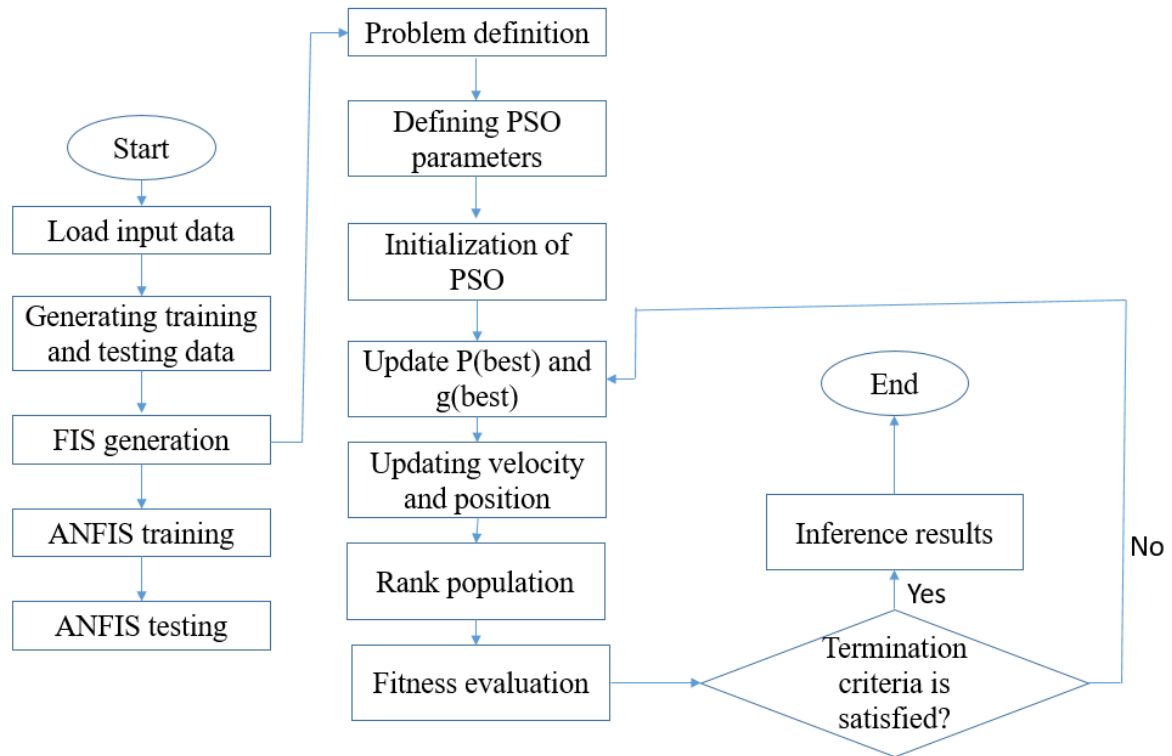 Start
Load input data
Generating training
and testing data
FIS generation
ANFIS training
ANFIS testing
Problem definition
Defining PSO
parameters
Initialization of
PSO
Update P(best) and
g(best)
Updating velocity
and position
Rank population
Fitness evaluation
Termination
criteria is
satisfied?
Yes
No
Inference results
End